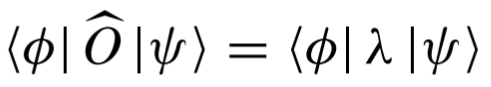 ⟨ϕ| Ô |ψ⟩ = ⟨ϕ| λ |ψ⟩